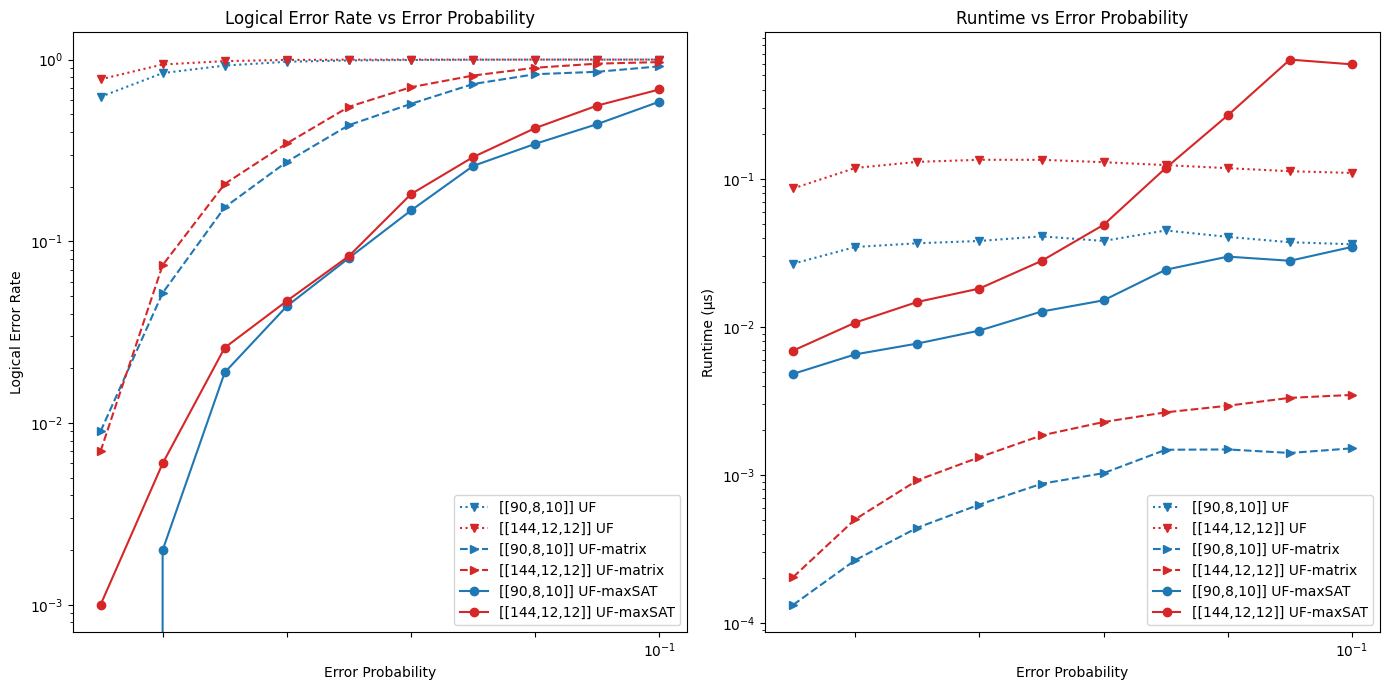 Logical Error Rate vs Error Probability
10⁰
10⁻¹
10⁻²
10⁻³
Logical Error Rate
[[90,8,10]] UF
[[144,12,12]] UF
[[90,8,10]] UF-matrix
[[144,12,12]] UF-matrix
[[90,8,10]] UF-maxSAT
[[144,12,12]] UF-maxSAT
10⁻¹
Error Probability
Runtime vs Error Probability
10⁻¹
10⁻²
10⁻³
10⁻⁴
Runtime (μs)
[[90,8,10]] UF
[[144,12,12]] UF
[[90,8,10]] UF-matrix
[[144,12,12]] UF-matrix
[[90,8,10]] UF-maxSAT
[[144,12,12]] UF-maxSAT
10⁻¹
Error Probability